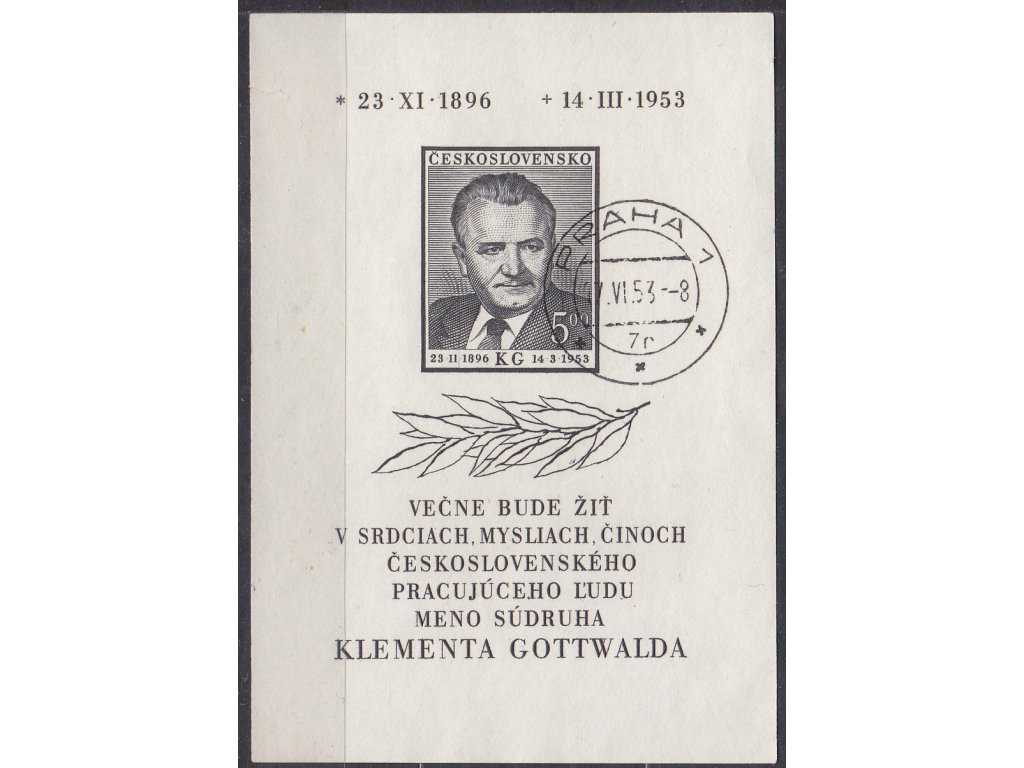 * 23·XI·1896 + 14·III·1953
ČESKOSLOVENSKO
500
23·11·1896 KG 14·3·1953
PRAHA 1
7.VI.53·-8
7r
VEČNE BUDE ŽIŤ
V SRDCIACH, MYSLIACH, ČINOCH
ČESKOSLOVENSKÉHO
PRACUJÚCEHO ĽUDU
MENO SÚDRUHA
KLEMENTA GOTTWALDA